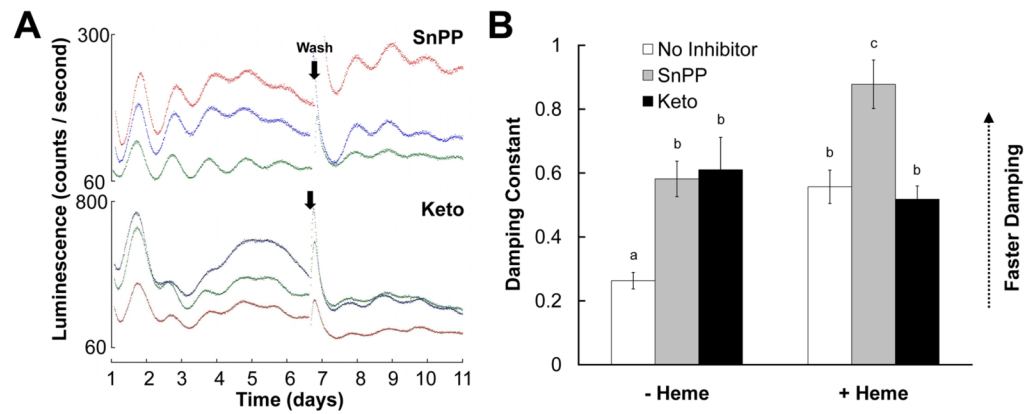 A
SnPP
Wash
300
60
Keto
800
60
Luminescence (counts / second)
1 2 3 4 5 6 7 8 9 10 11
Time (days)
B
No Inhibitor
SnPP
Keto
Damping Constant
1
0.8
0.6
0.4
0.2
0
a
b
b
b
c
b
- Heme
+ Heme
Faster Damping